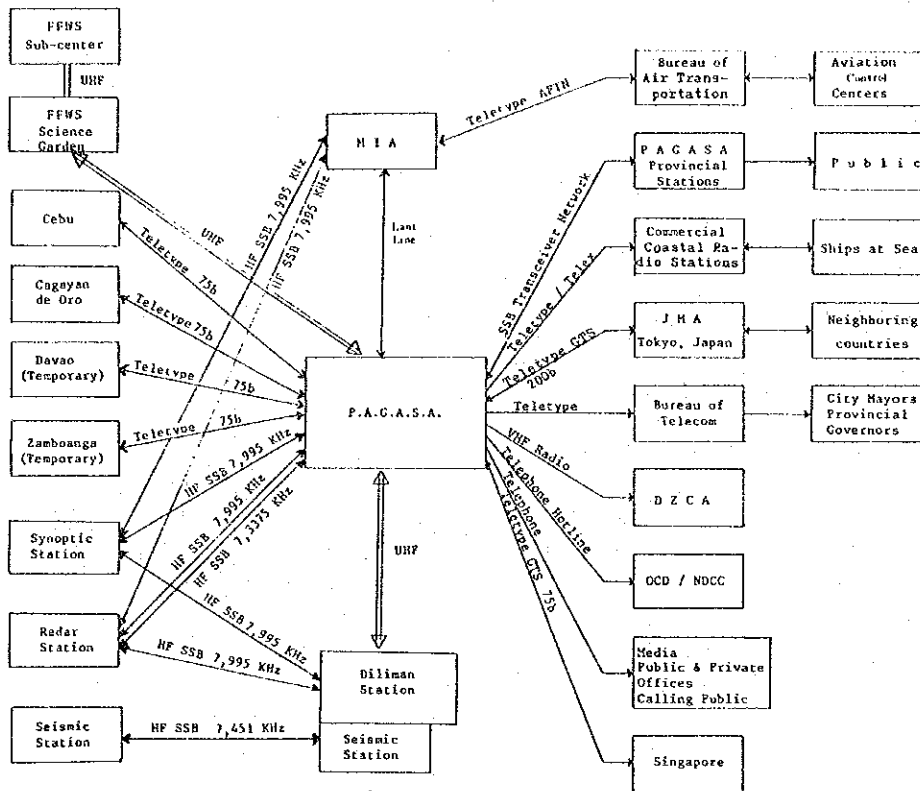 FFWS
Sub-center
UHF
FFWS
Science
Garden
Cebu
Cagayan
de Oro
Davao
(Temporary)
Zamboanga
(Temporary)
Synoptic
Station
Radar
Station
Seismic
Station
M I A
Teletype AFTN
UHF
HF SSB 7,995 KHz
HF SSB 7,995 KHz
Land
Line
Teletype 75b
Teletype 75b
Teletype 75b
Teletype 75b
HF SSB 7,995 KHz
HF SSB 7,995 KHz
HF SSB 7,3375 KHz
HF SSB 7,995 KHz
HF SSB 7,995 KHz
HF SSB 7,451 KHz
P.A.G.A.S.A.
UHF
Diliman
Station
Seismic
Station
SSB Transceiver Network
Teletype / Telex
Teletype GTS
200b
Teletype
VHF Radio
Telephone Hotline
Telephone
Teletype GTS 75b
Bureau of
Air Trans-
portation
Aviation
Control
Centers
P A G A S A
Provincial
Stations
P u b l i c
Commercial
Coastal Ra-
dio Stations
Ships at Sea
J M A
Tokyo, Japan
Neighboring
countries
Bureau of
Telecom
City Mayors
Provincial
Governors
D Z C A
OCD / NDCC
Media
Public & Private
Offices
Calling Public
Singapore